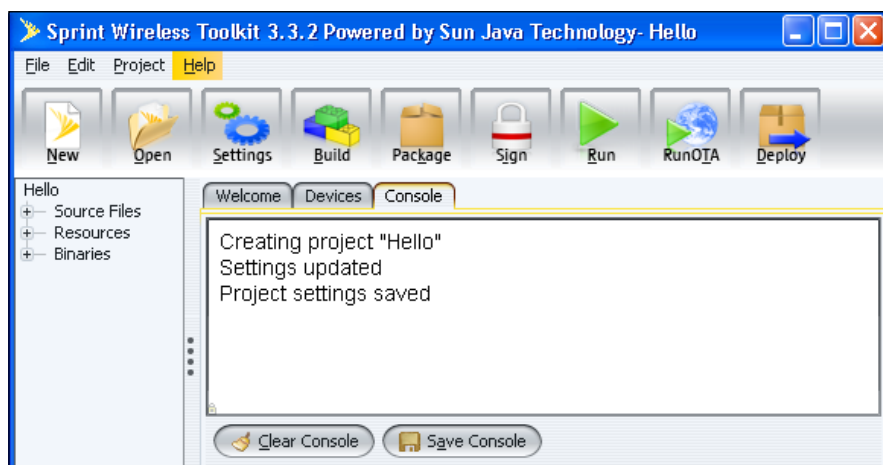 Sprint Wireless Toolkit 3.3.2 Powered by Sun Java Technology- Hello
File Edit Project Help
New Open Settings Build Package Sign Run RunOTA Deploy
Hello
Source Files
Resources
Binaries
Welcome Devices Console
Creating project "Hello"
Settings updated
Project settings saved
Clear Console Save Console